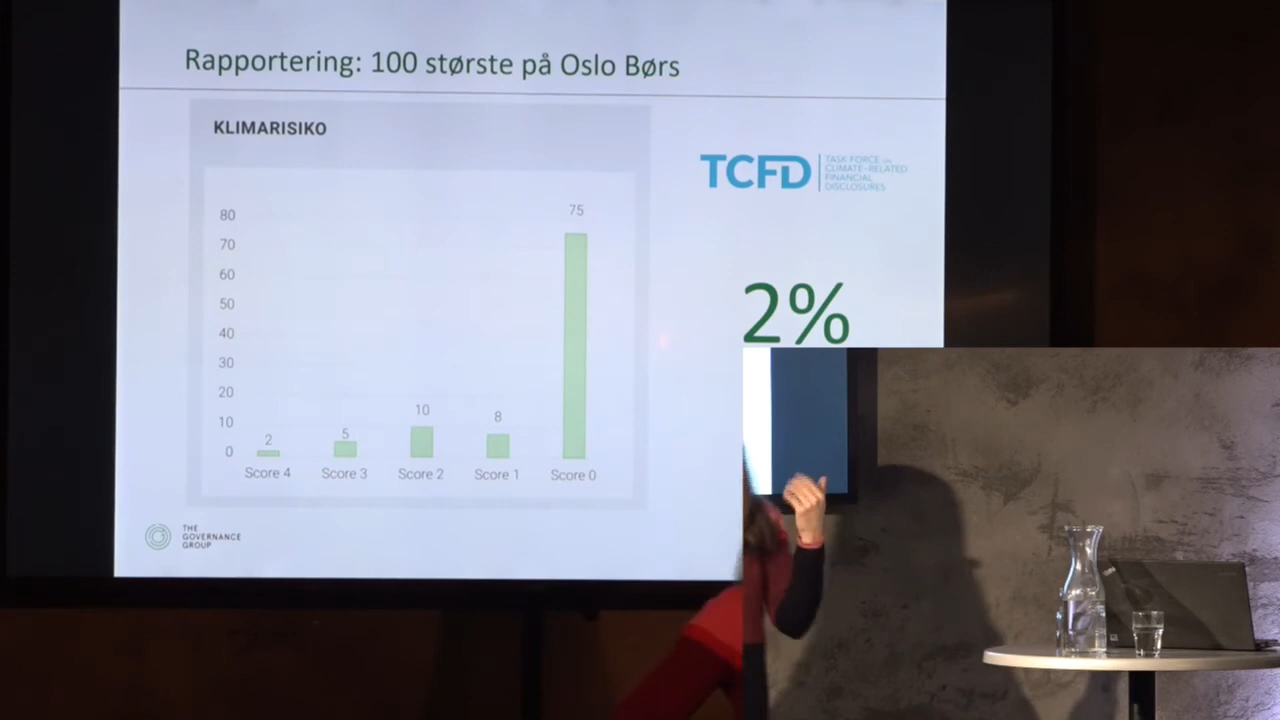 Rapportering: 100 største på Oslo Børs
KLIMARISIKO
80
70
60
50
40
30
20
10
0
2
5
10
8
75
Score 4
Score 3
Score 2
Score 1
Score 0
TCFD
TASK FORCE ON
CLIMATE-RELATED
FINANCIAL
DISCLOSURES
2%
THE
GOVERNANCE
GROUP